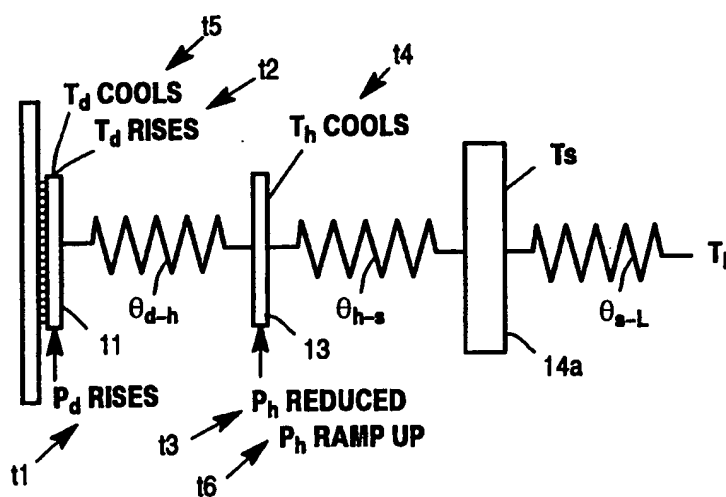 t5
t2
t4
T_d COOLS
T_d RISES
T_h COOLS
Ts
θ_d–h
θ_h–s
θ_s–L
11
13
14a
P_d RISES
P_h REDUCED
t3
P_h RAMP UP
t1
t6